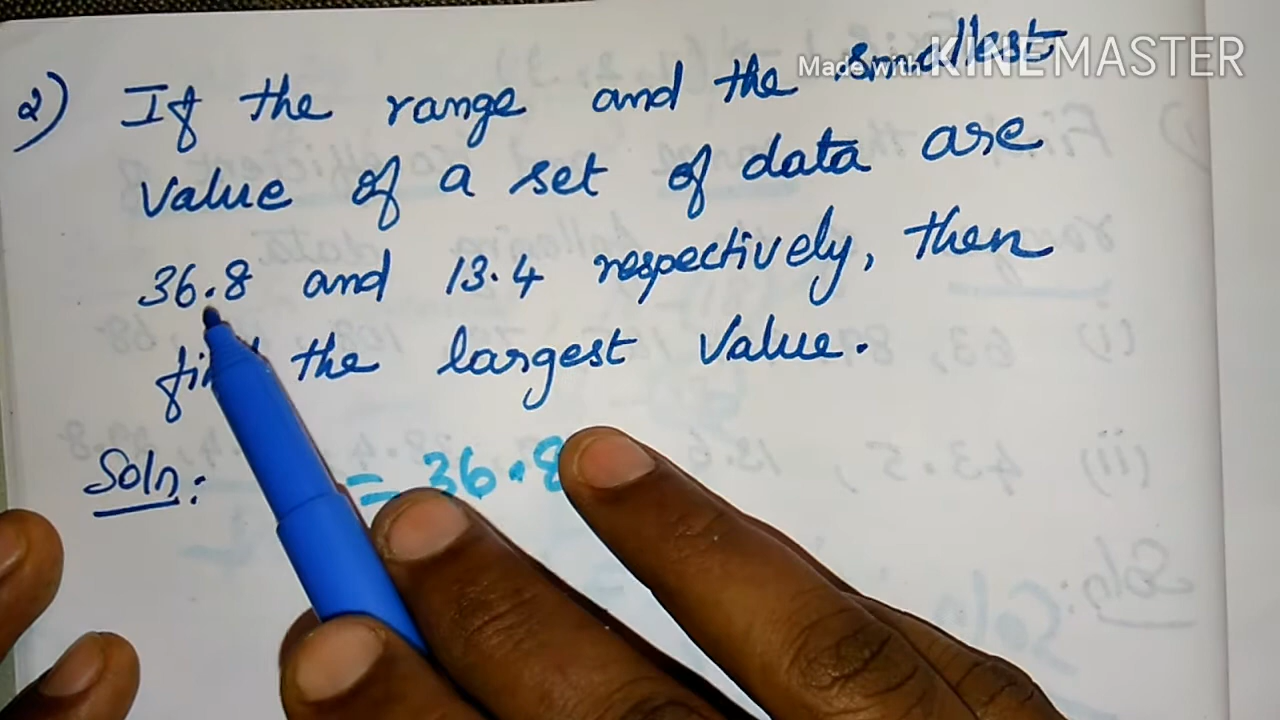 Made with KINEMASTER
2) If the range and the smallest
value of a set of data are
36.8 and 13.4 respectively, then
the largest value.
Soln:
= 36.8